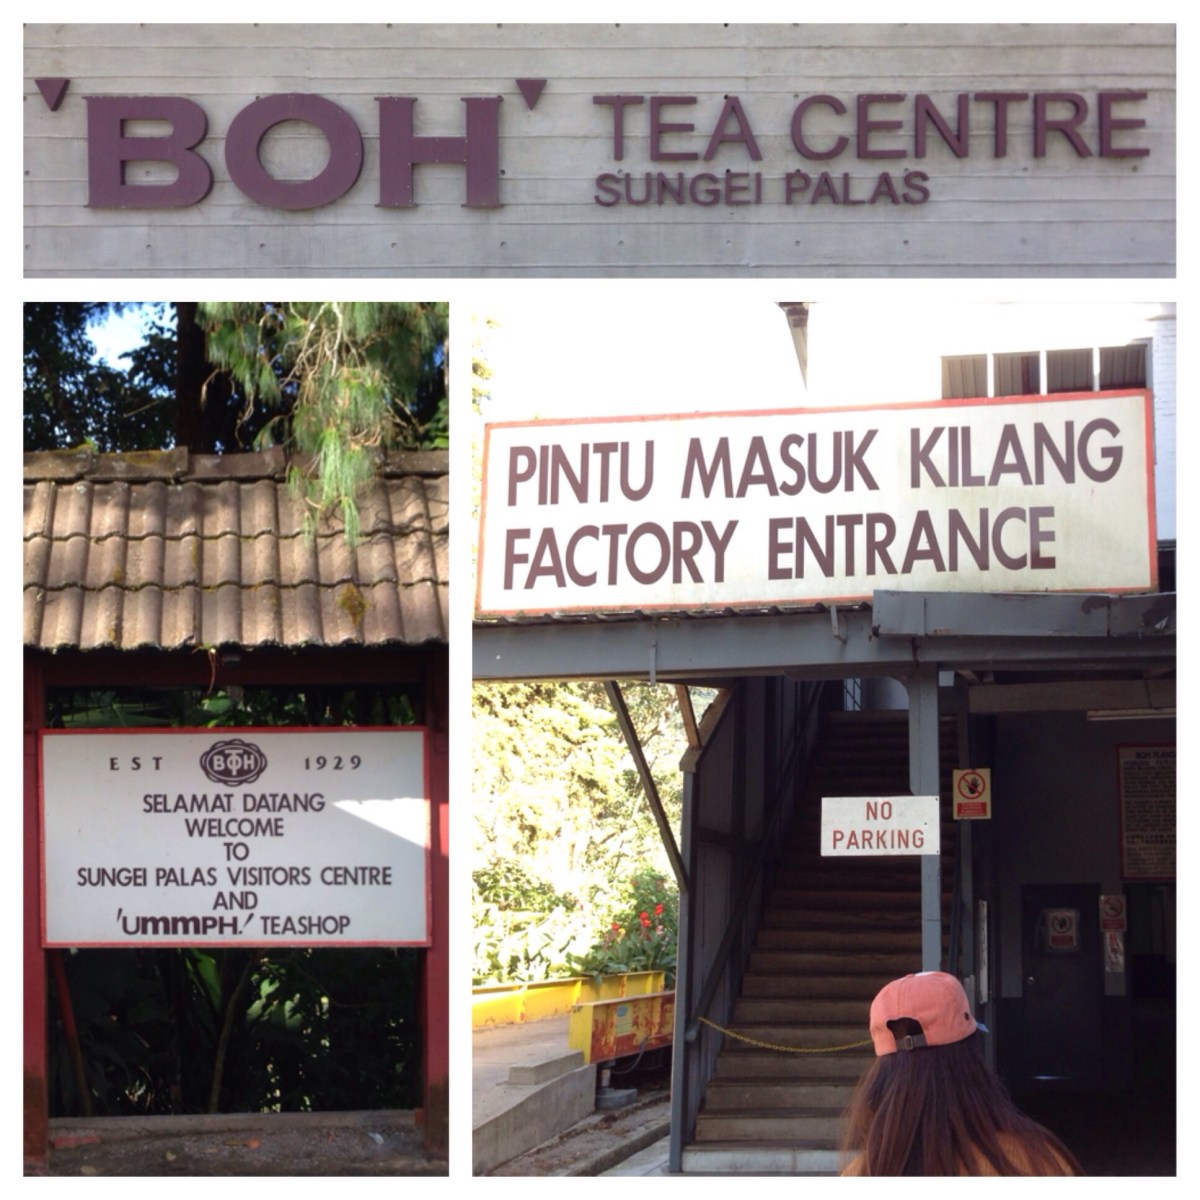 'BOH' TEA CENTRE
SUNGEI PALAS
EST BOH 1929
SELAMAT DATANG
WELCOME
TO
SUNGEI PALAS VISITORS CENTRE
AND
'UMMPH!' TEASHOP
PINTU MASUK KILANG
FACTORY ENTRANCE
NO
PARKING